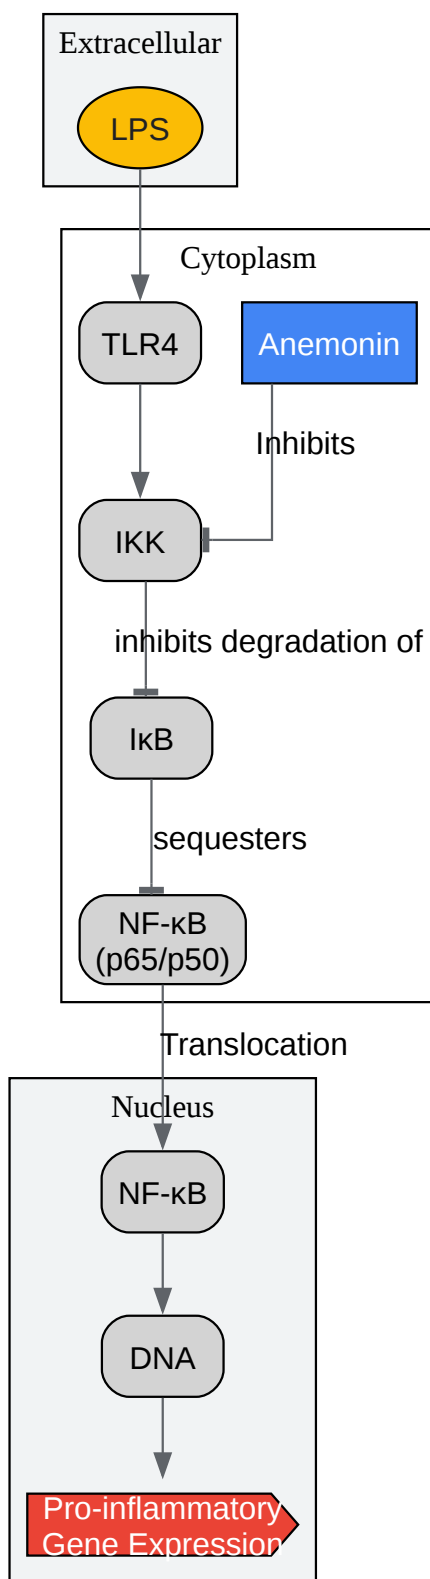 Extracellular
LPS
Cytoplasm
TLR4
Anemonin
Inhibits
IKK
inhibits degradation of
IκB
sequesters
NF-κB
(p65/p50)
Translocation
Nucleus
NF-κB
DNA
Pro-inflammatory
Gene Expression